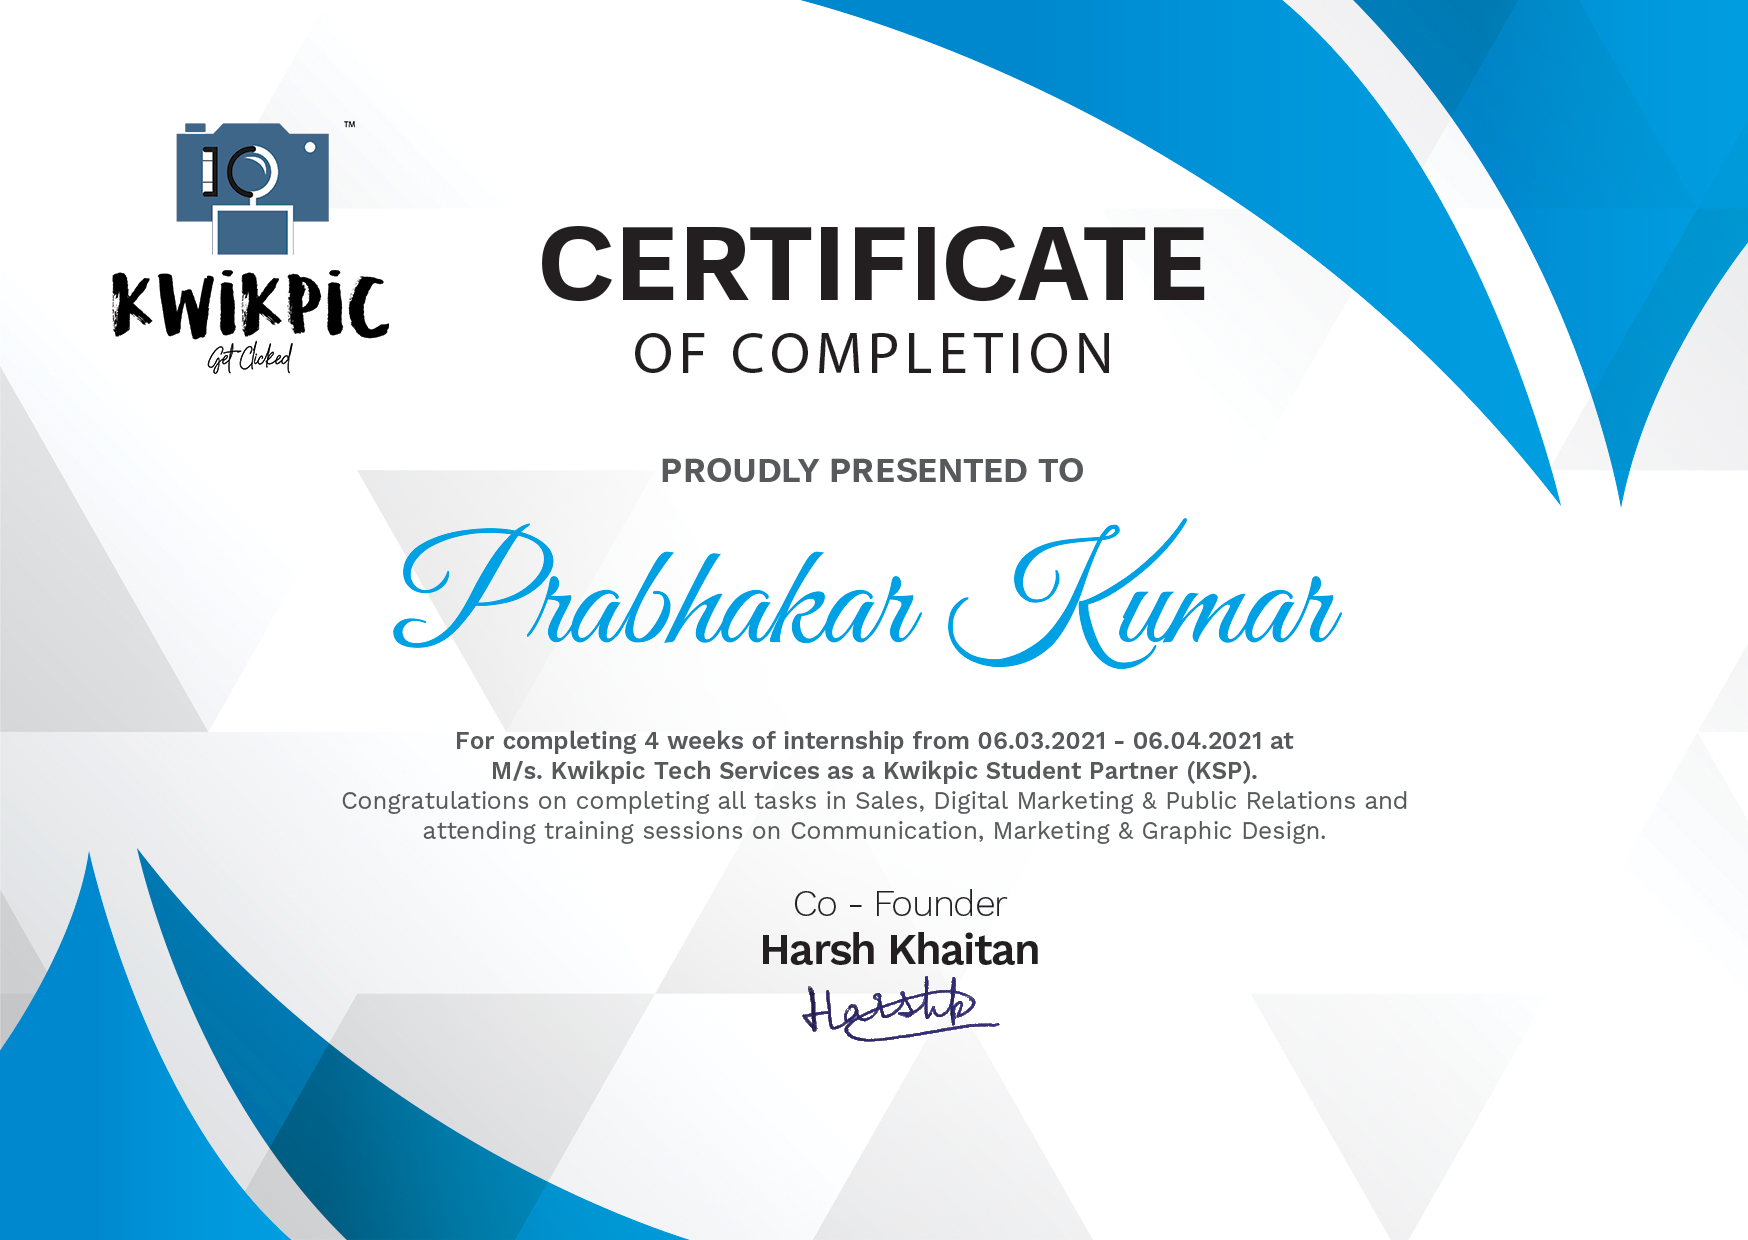 TM
KWiKPiC
Get Clicked
CERTIFICATE
OF COMPLETION
PROUDLY PRESENTED TO
Prabhakar Kumar
For completing 4 weeks of internship from 06.03.2021 - 06.04.2021 at
M/s. Kwikpic Tech Services as a Kwikpic Student Partner (KSP).
Congratulations on completing all tasks in Sales, Digital Marketing & Public Relations and
attending training sessions on Communication, Marketing & Graphic Design.
Co - Founder
Harsh Khaitan